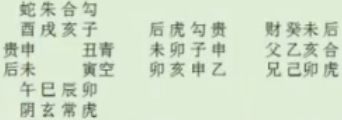 蛇朱合勾
酉戌亥子 后虎勾贵 财癸未后
贵申 丑青 未卯子申 父乙亥合
后未 寅空 卯亥申乙 兄己卯虎
午巳辰卯
阴玄常虎